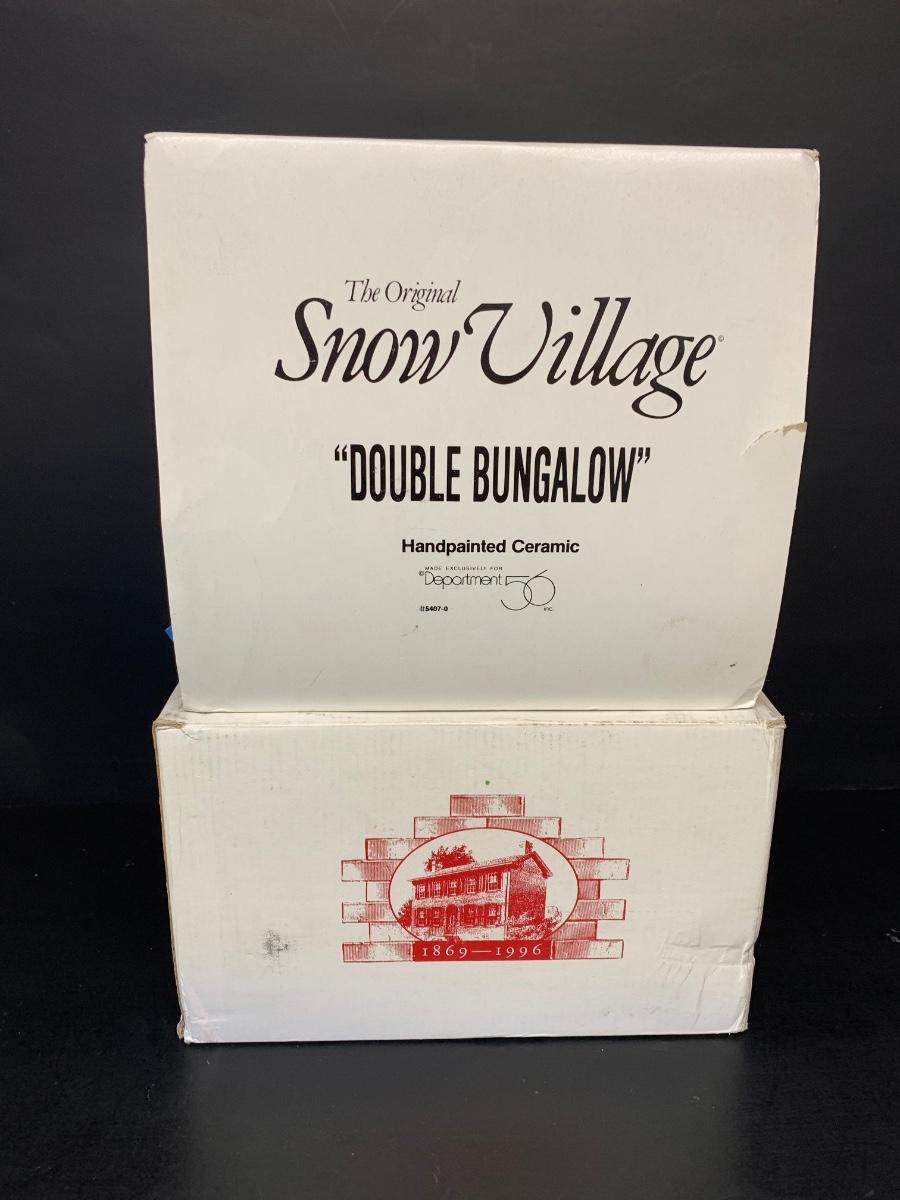 The Original
Snow Village©
“DOUBLE BUNGALOW”
Handpainted Ceramic
MADE EXCLUSIVELY FOR
©Department 56
INC.
#5407-0
1869—1996